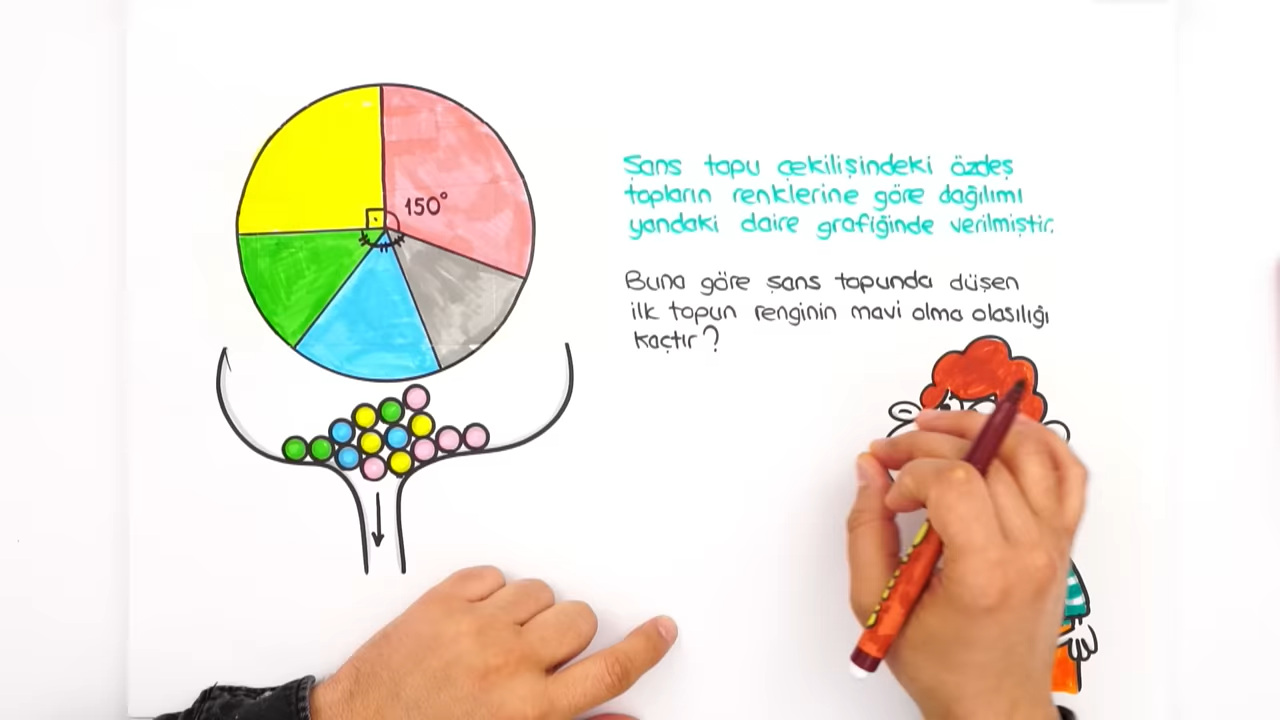 150°
Şans topu çekilişindeki özdeş
topların renklerine göre dağılımı
yandaki daire grafiğinde verilmiştir.
Buna göre şans topunda düşen
ilk topun renginin mavi olma olasılığı
kaçtır?